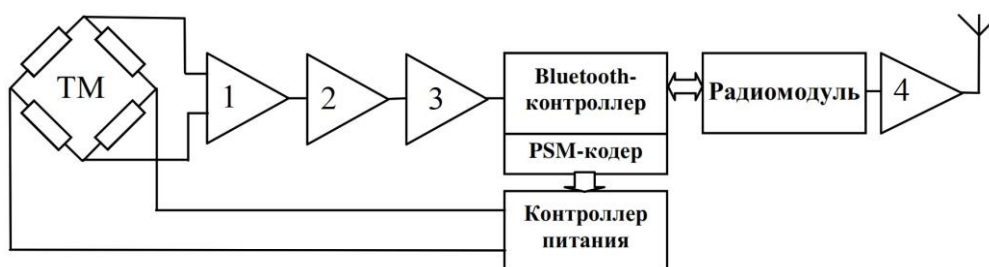 ТМ
1
2
3
Bluetooth-
контроллер
PSM-кодер
Радиомодуль
4
Контроллер
питания